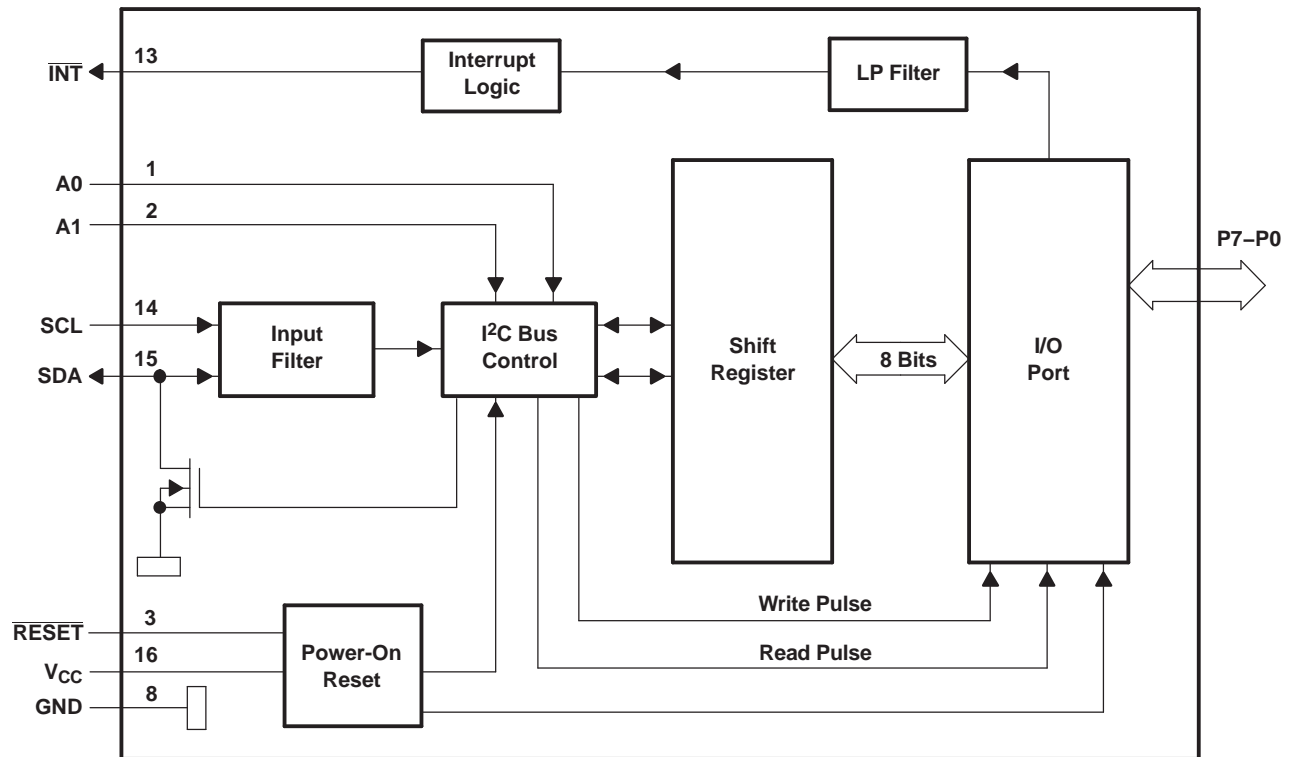 INT
13
Interrupt
Logic
LP Filter
A0
1
A1
2
P7–P0
SCL
14
SDA
15
Input
Filter
I²C Bus
Control
Shift
Register
8 Bits
I/O
Port
Write Pulse
Read Pulse
RESET
3
VCC
16
GND
8
Power-On
Reset